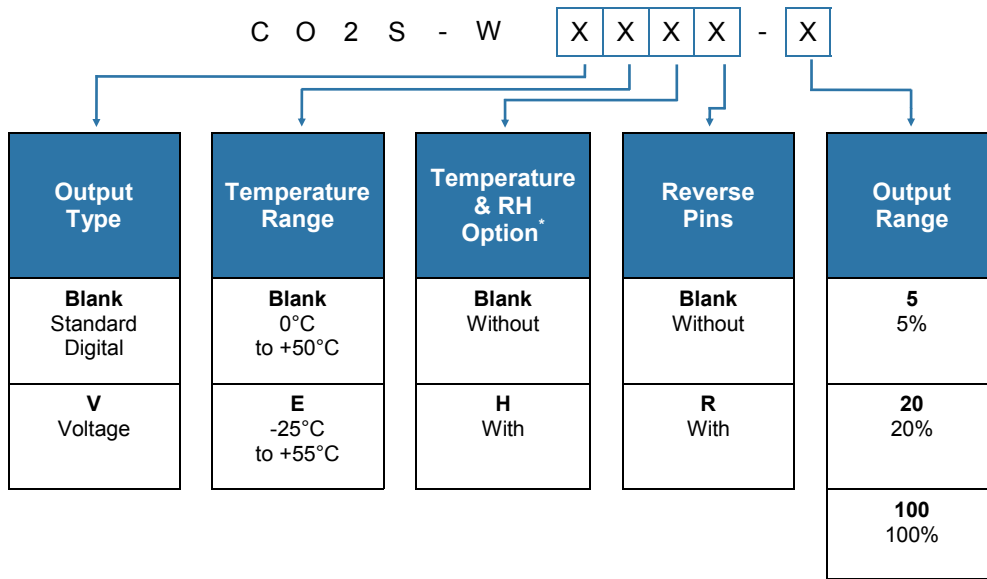 C O 2 S - W X X X X - X
Output
Type
Blank
Standard
Digital
V
Voltage
Temperature
Range
Blank
0°C
to +50°C
E
-25°C
to +55°C
Temperature
& RH
Option*
Blank
Without
H
With
Reverse
Pins
Blank
Without
R
With
Output
Range
5
5%
20
20%
100
100%